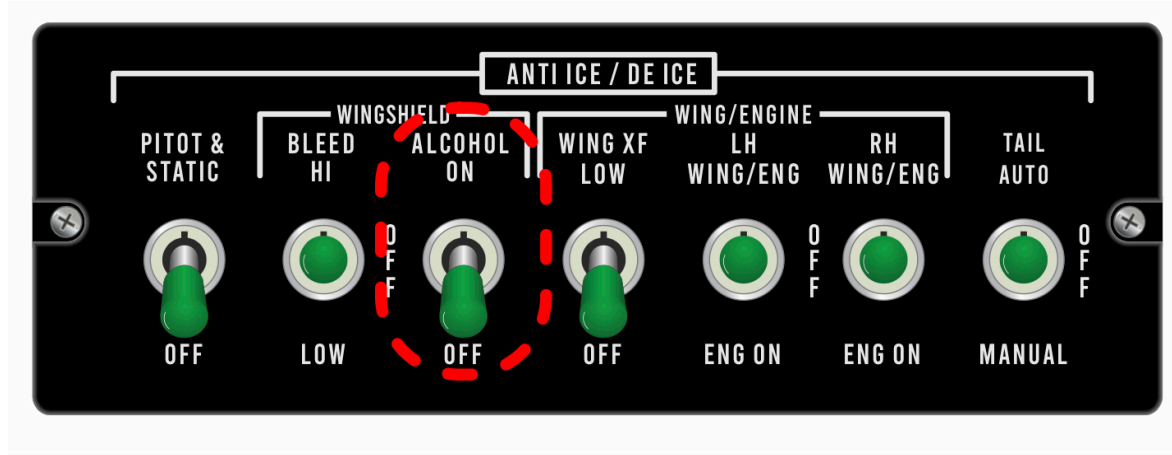 ANTI ICE / DE ICE
WINGSHIELD
WING/ENGINE
PITOT &
STATIC
BLEED
HI
ALCOHOL
ON
WING XF
LOW
LH
WING/ENG
RH
WING/ENG
TAIL
AUTO
OFF
OFF
OFF
OFF
LOW
OFF
OFF
ENG ON
ENG ON
MANUAL